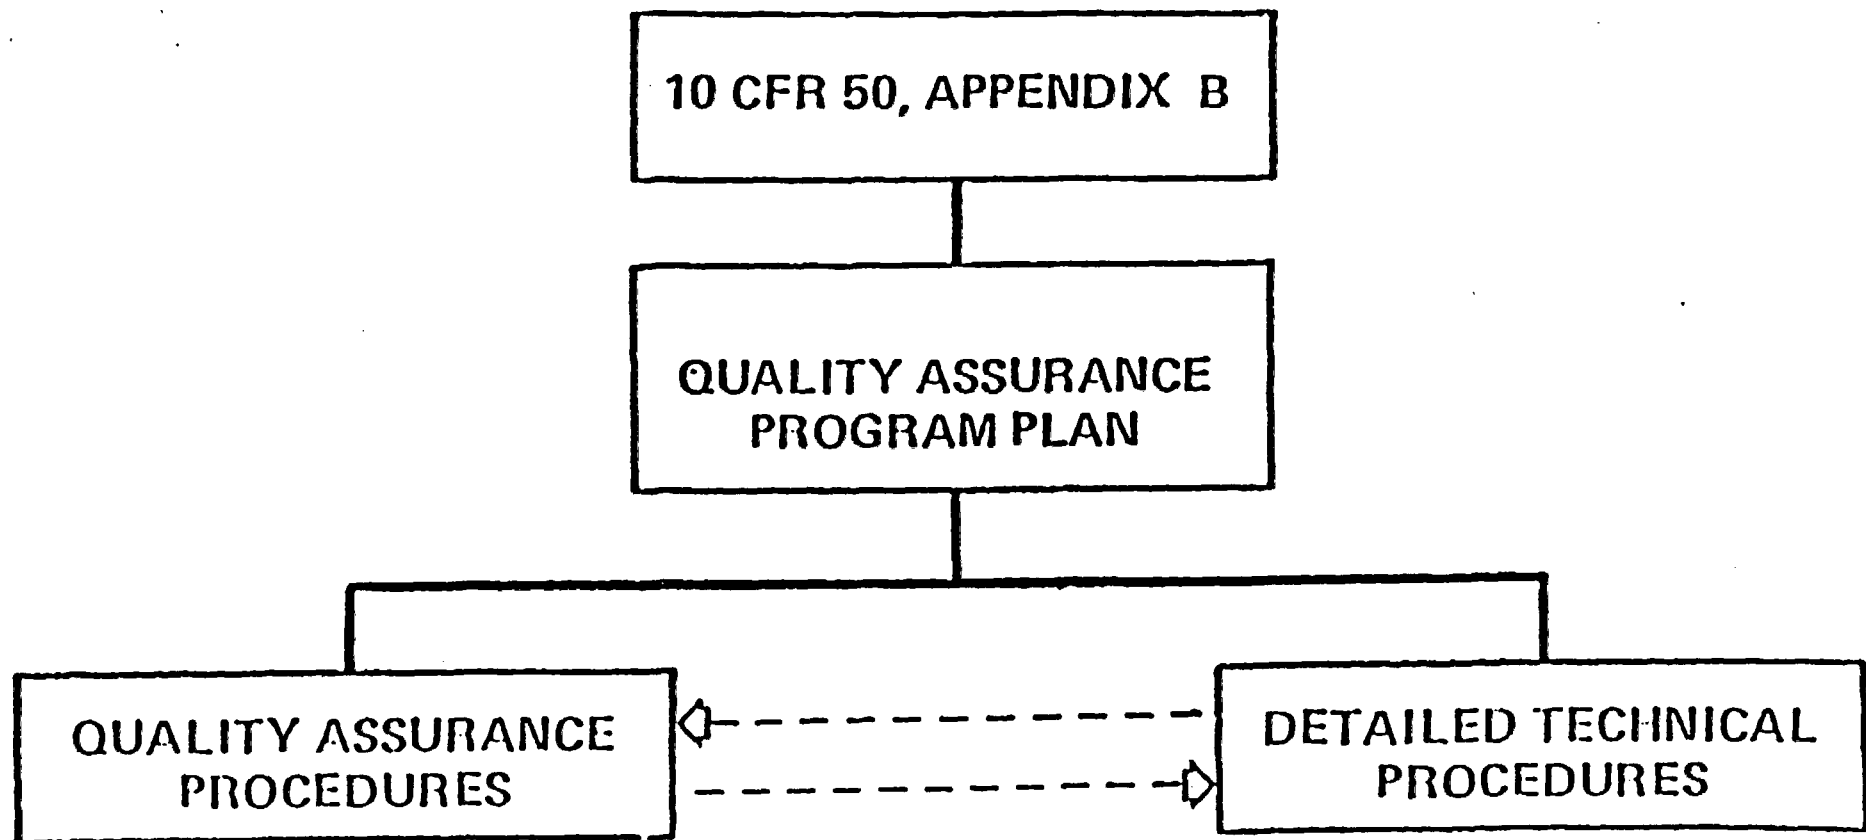 10 CFR 50, APPENDIX B
QUALITY ASSURANCE
PROGRAM PLAN
QUALITY ASSURANCE
PROCEDURES
DETAILED TECHNICAL
PROCEDURES